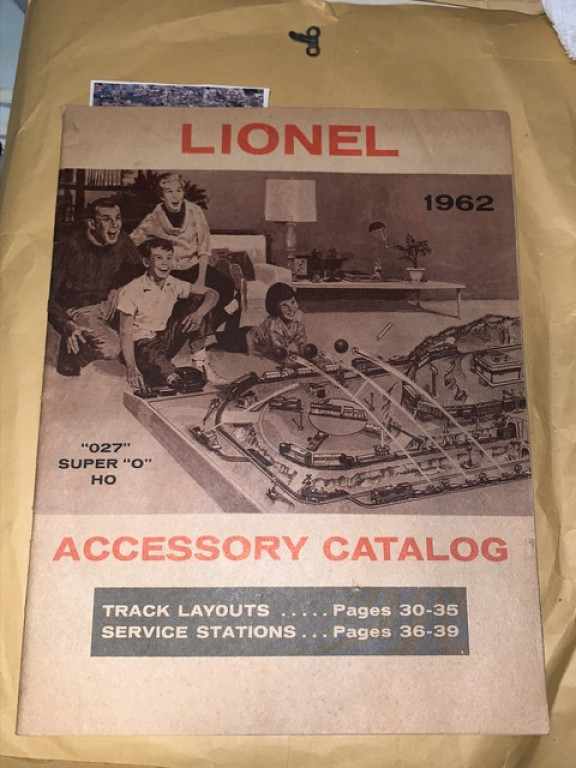 LIONEL
1962
"027"
SUPER "O"
HO
ACCESSORY CATALOG
TRACK LAYOUTS ..... Pages 30-35
SERVICE STATIONS ... Pages 36-39